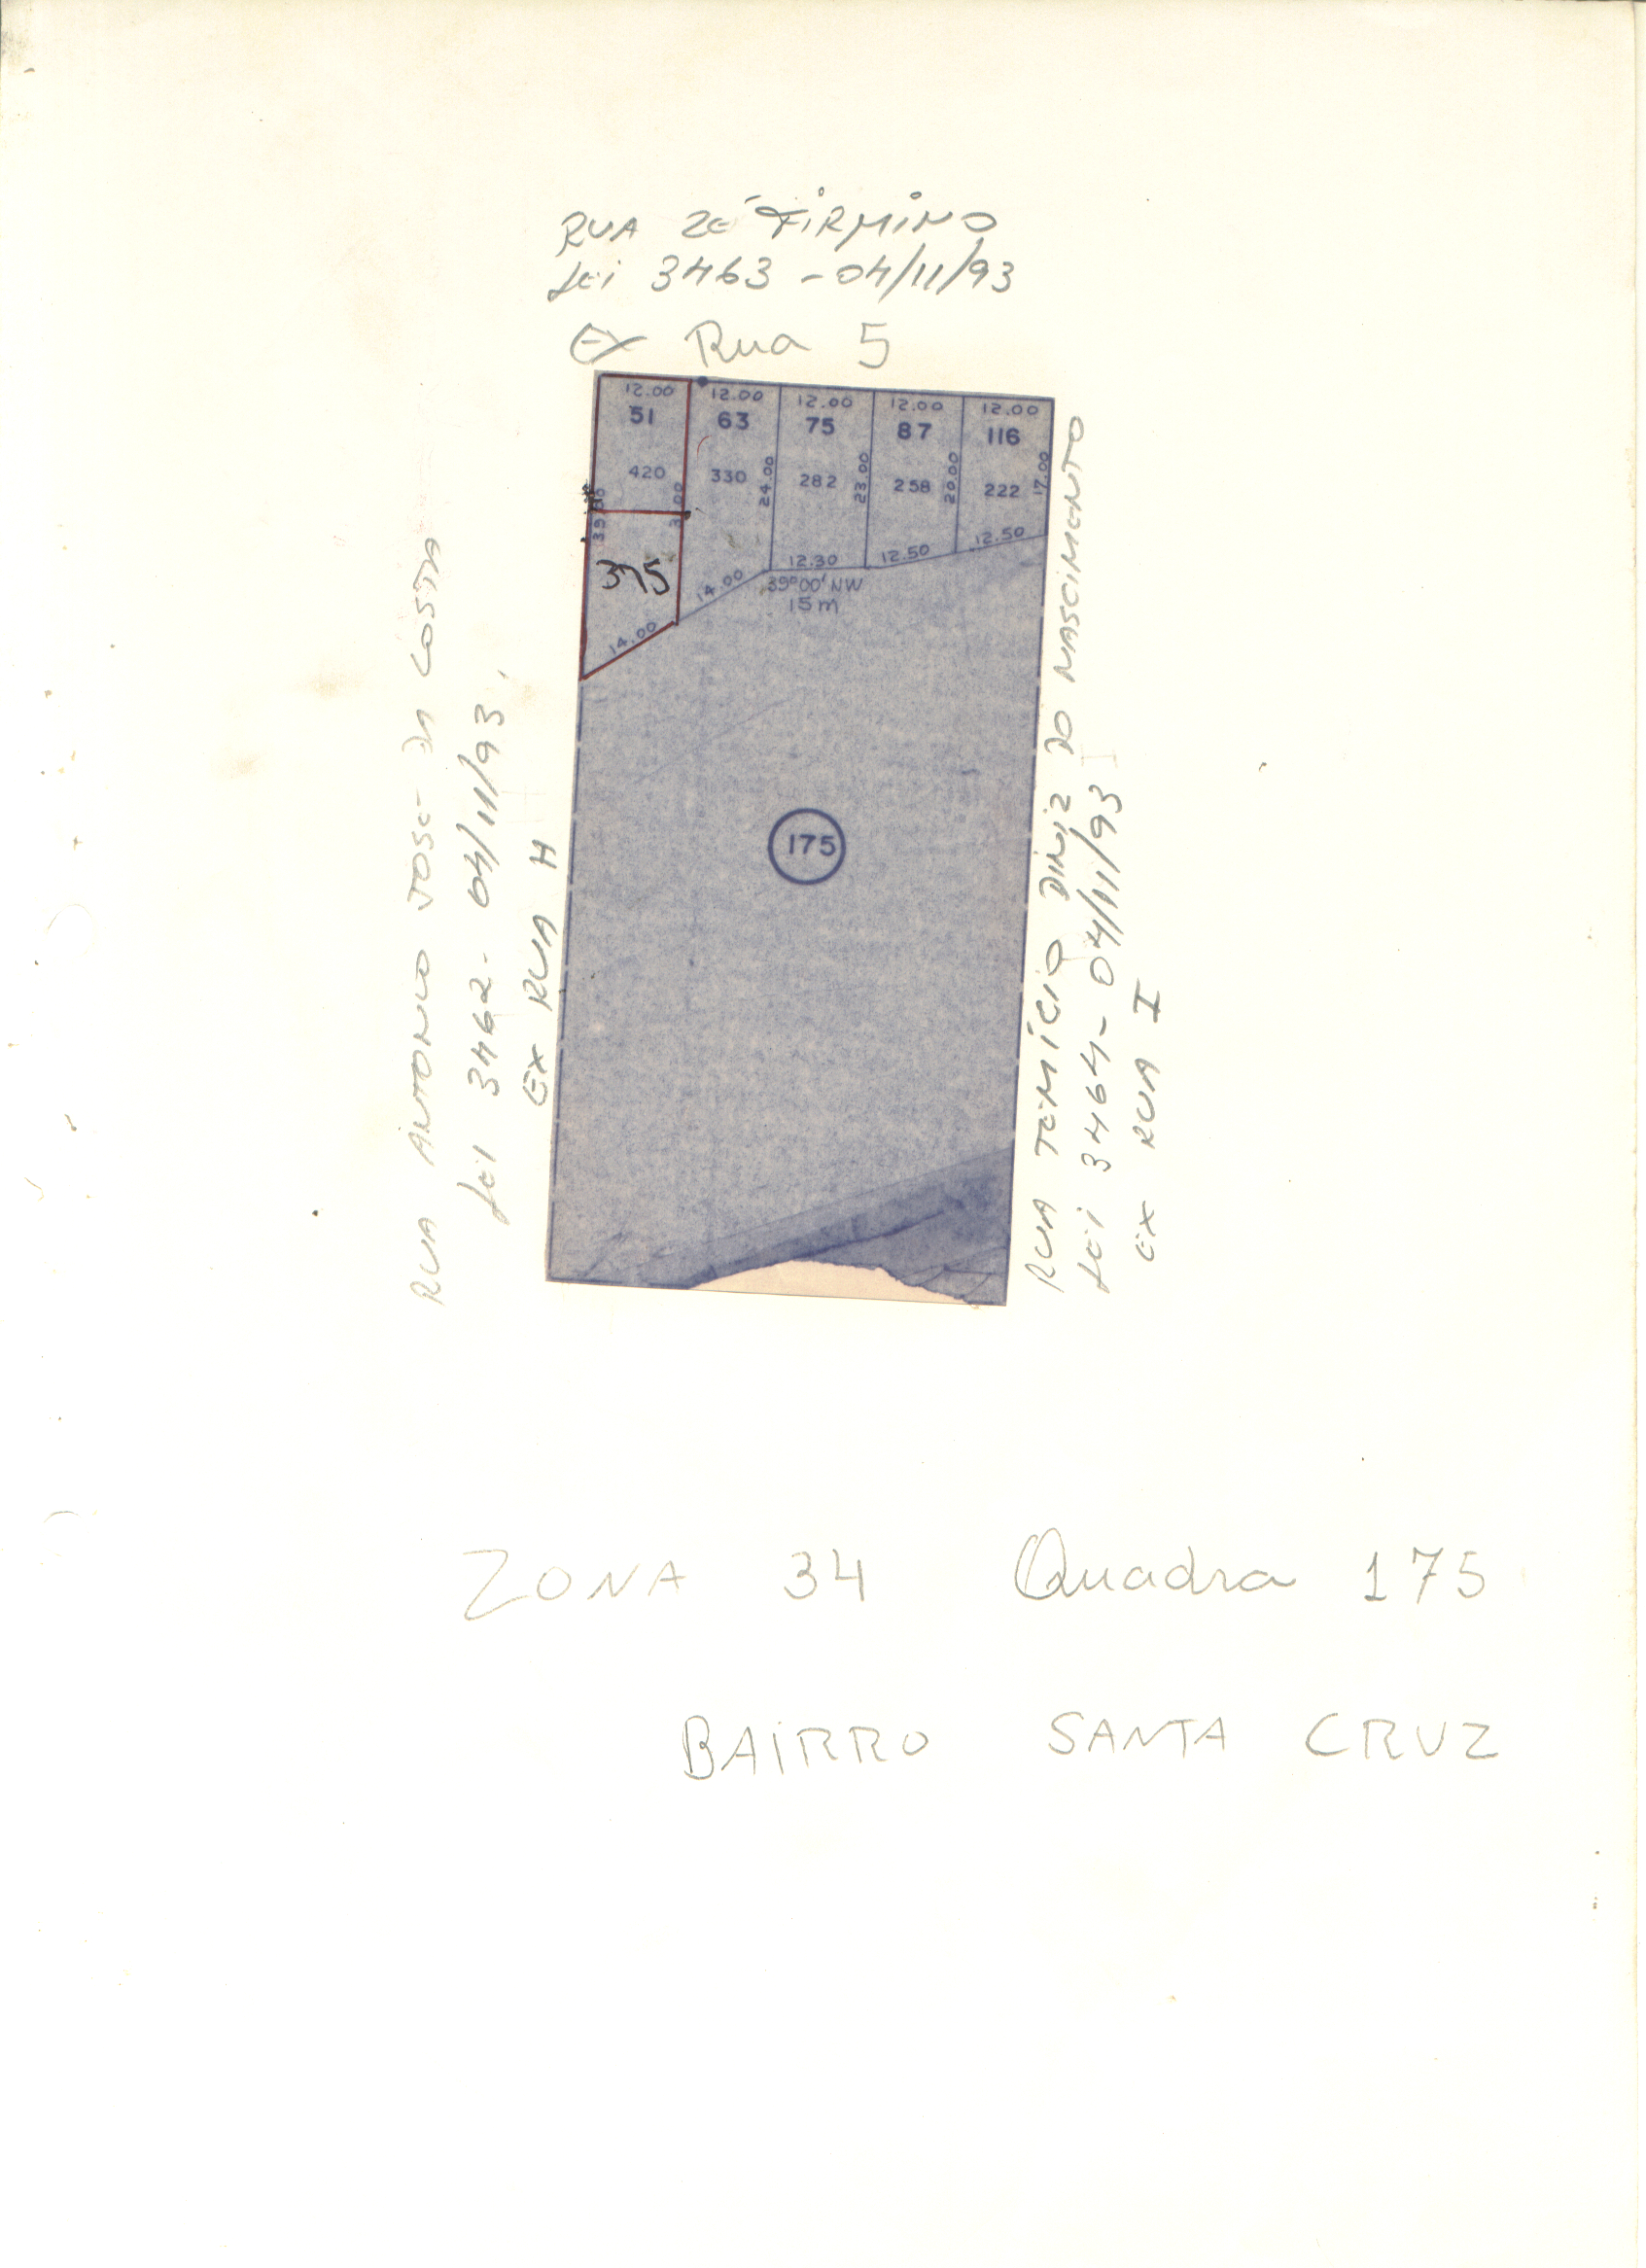 RUA ZÉ FIRMINO
Lei 3463 - 04/11/93
EX Rua 5
12.00 12.00 12.00 12.00 12.00
51 63 75 87 116
420 330 282 258 222
24.00 23.00 20.00 17.00
375
14.00 14.00 12.30 12.50 12.50
39°00' NW
15m
175
RUA ANTONIO JOSE DA COSTA
Lei 3462 - 04/11/93
EX RUA H
RUA TEMÍCIO DINIZ DO NASCIMENTO
Lei 3464 - 04/11/93
EX RUA I
ZONA 34 Quadra 175
BAIRRO SANTA CRUZ